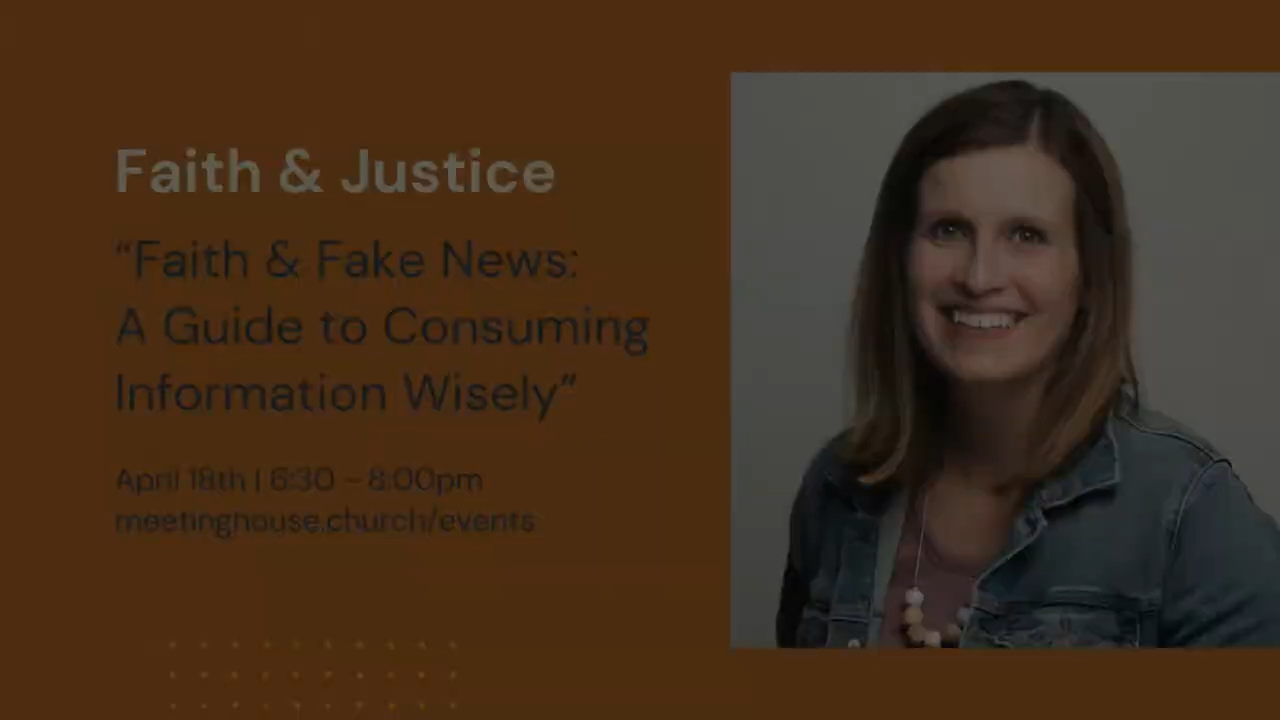 Faith & Justice
“Faith & Fake News:
A Guide to Consuming
Information Wisely”
April 18th | 6:30 - 8:00pm
meetinghouse.church/events